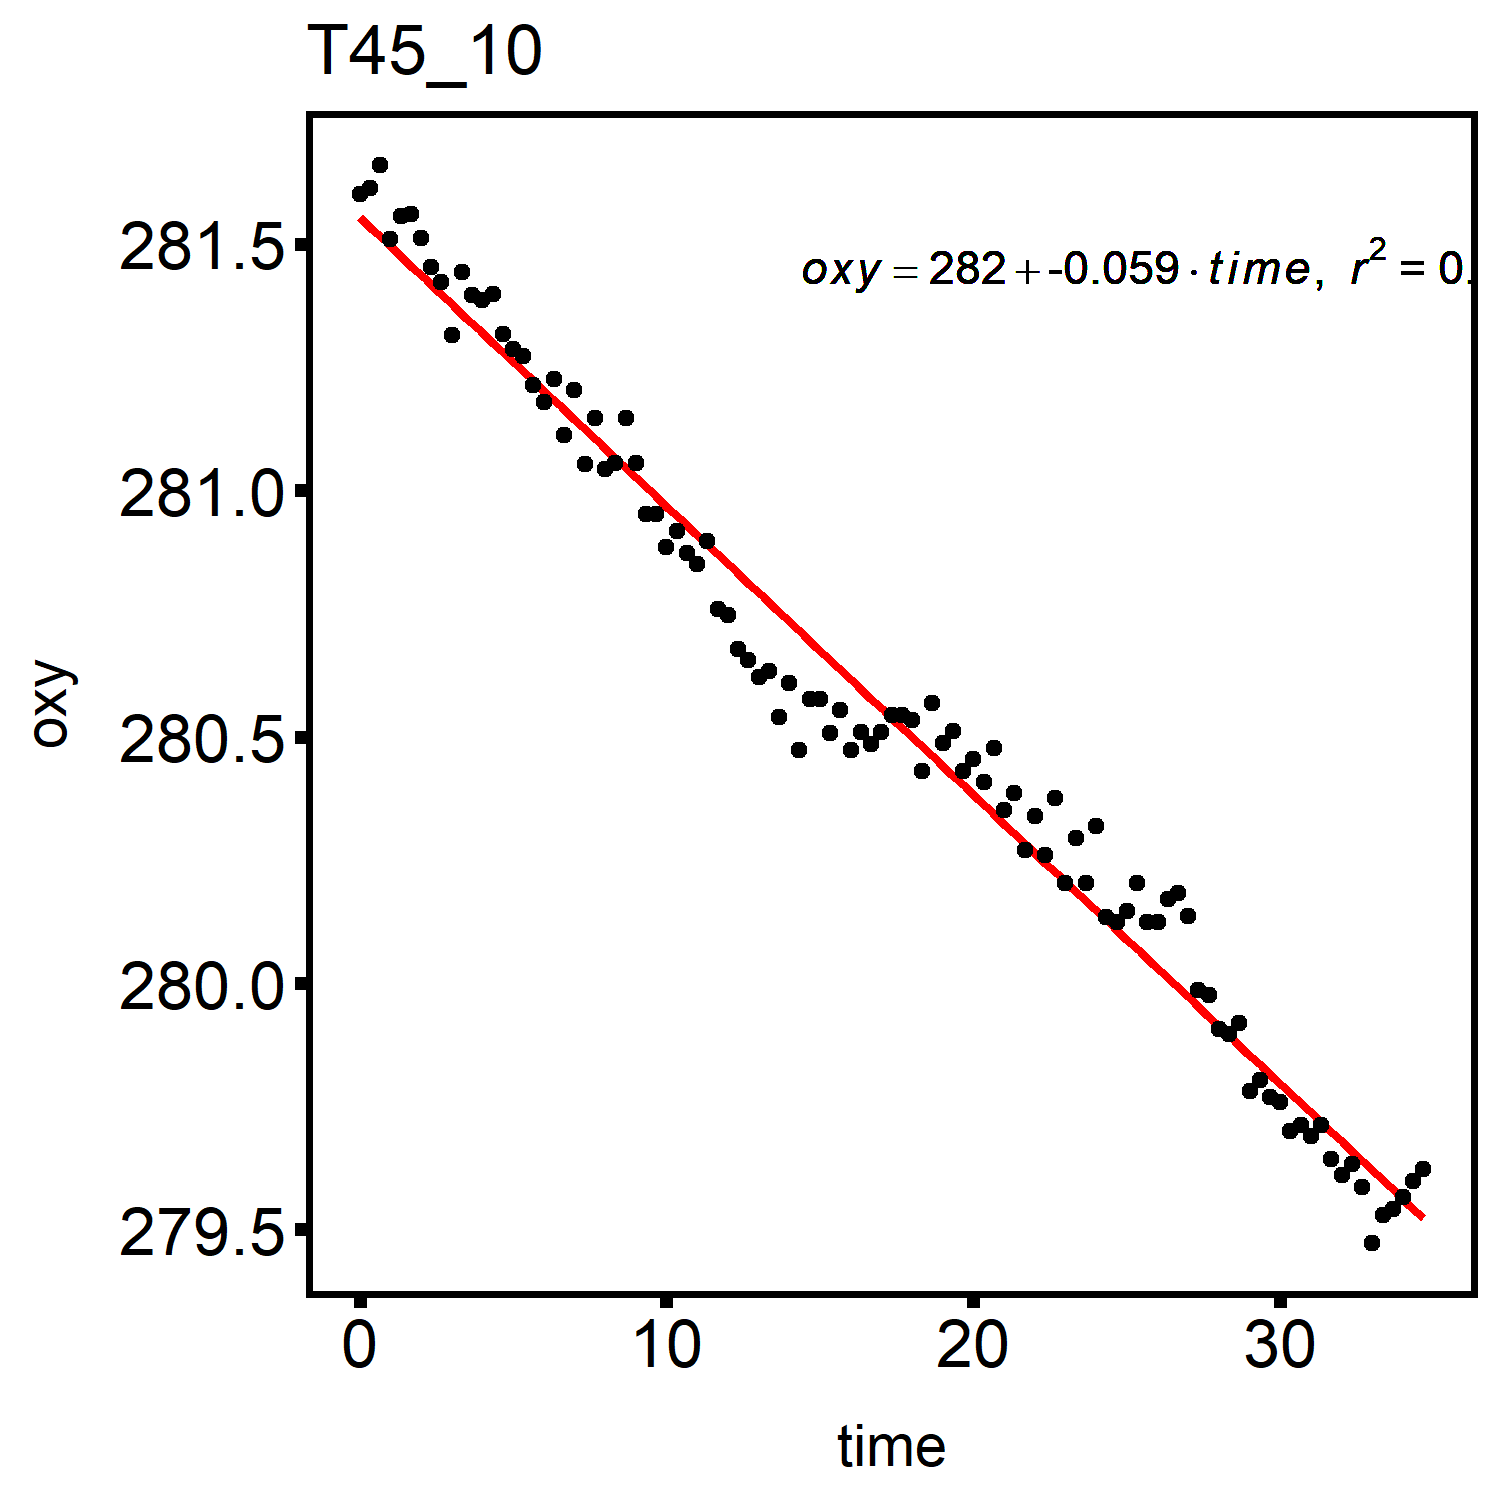 T45_10
oxy = 282 + -0.059 · time, r² = 0.
281.5
281.0
280.5
280.0
279.5
oxy
0 10 20 30
time